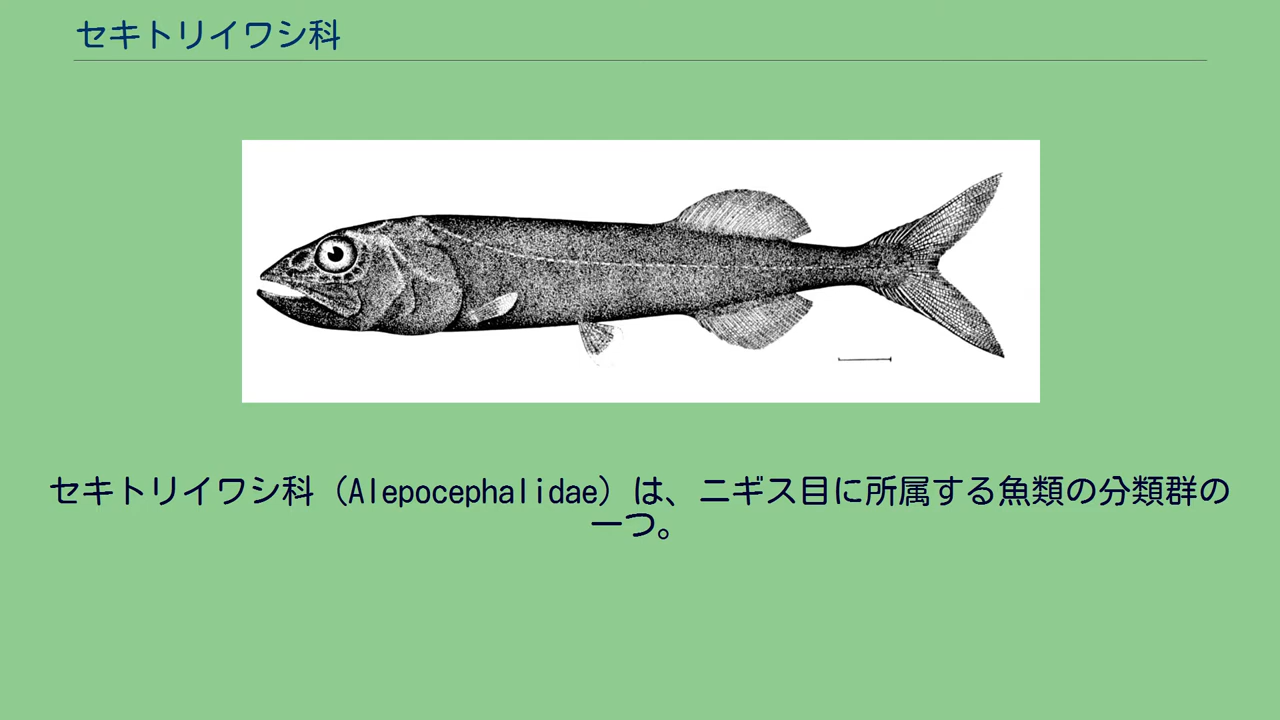 セキトリイワシ科
セキトリイワシ科（Alepocephalidae）は、ニギス目に所属する魚類の分類群の
一つ。